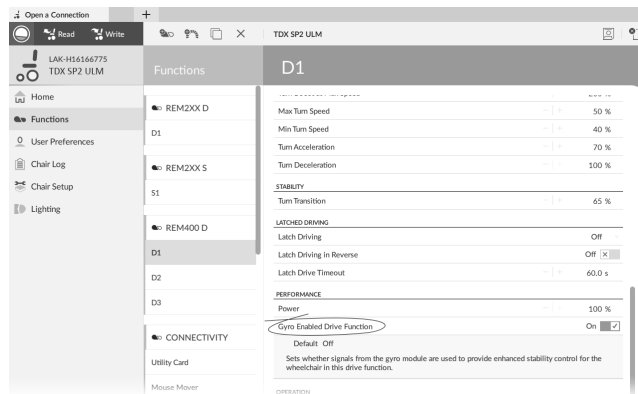 Open a Connection
Read
Write
TDX SP2 ULM
LAK-H16166775
TDX SP2 ULM
Functions
D1
Home
Functions
User Preferences
Chair Log
Chair Setup
Lighting
REM2XX D
D1
REM2XX S
S1
REM400 D
D1
D2
D3
CONNECTIVITY
Utility Card
Mouse Mover
Max Turn Speed 50 %
Min Turn Speed 40 %
Turn Acceleration 70 %
Turn Deceleration 100 %
STABILITY
Turn Transition 65 %
LATCHED DRIVING
Latch Driving Off
Latch Driving in Reverse Off
Latch Drive Timeout 60.0 s
PERFORMANCE
Power 100 %
Gyro Enabled Drive Function On
Default Off
Sets whether signals from the gyro module are used to provide enhanced stability control for the
wheelchair in this drive function.
OPERATION